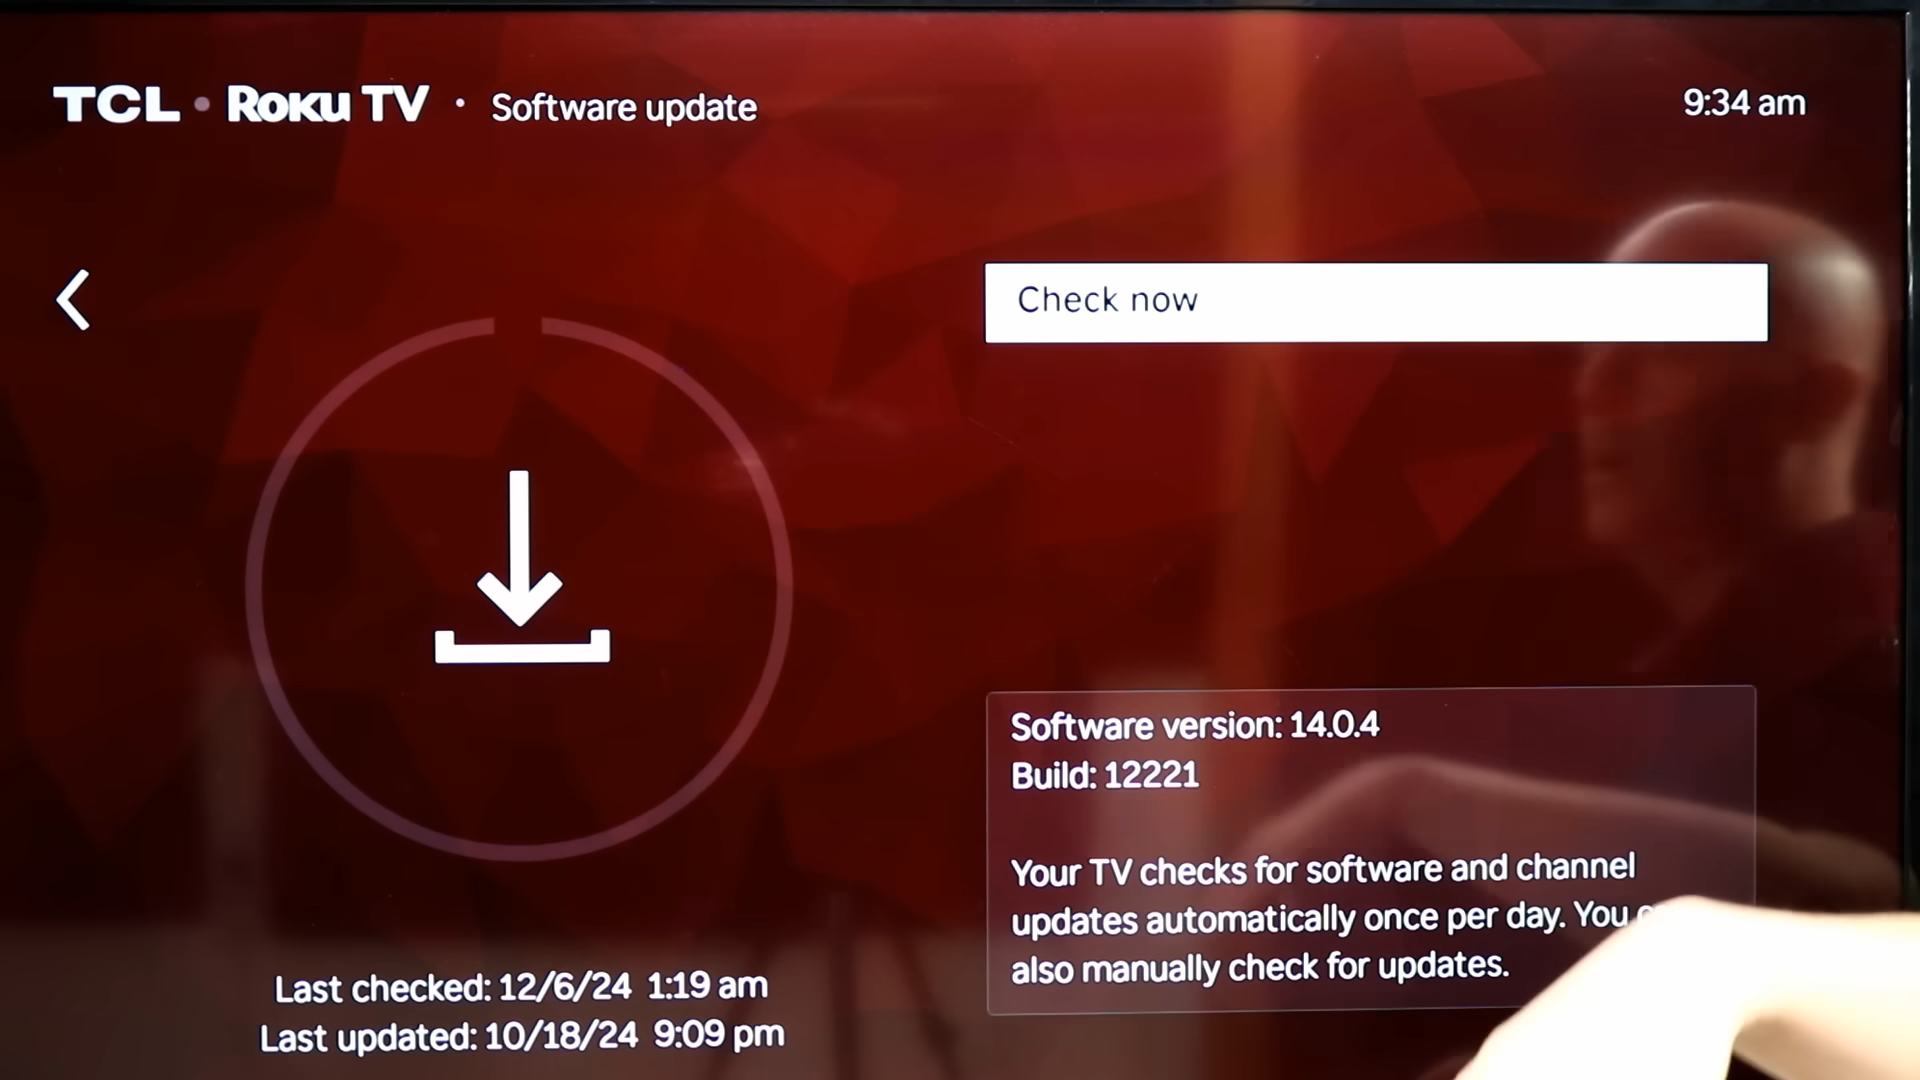 TCL • Roku TV • Software update
9:34 am
Check now
Software version: 14.0.4
Build: 12221
Your TV checks for software and channel
updates automatically once per day. You
also manually check for updates.
Last checked: 12/6/24 1:19 am
Last updated: 10/18/24 9:09 pm